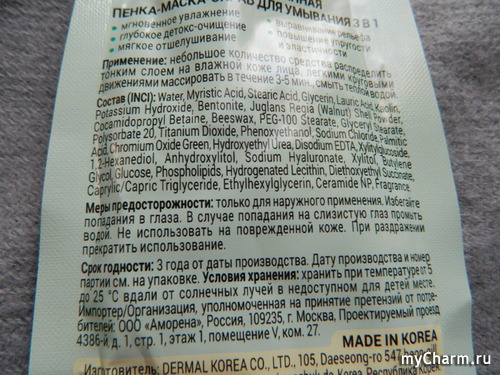 ПЕНКА-МАСКА-СКРАБ ДЛЯ УМЫВАНИЯ 3 В 1
• мгновенное увлажнение
• глубокое детокс-очищение
• мягкое отшелушивание
• выравнивание рельефа
• повышение упругости
и эластичности
Применение: небольшое количество средства распределить
тонким слоем на влажной коже лица, легкими круговыми
движениями массировать в течение 3-5 мин., смыть теплой водой.
Состав (INCI): Water, Myristic Acid, Stearic Acid, Glycerin, Lauric Acid, Kaolin,
Potassium Hydroxide, Bentonite, Juglans Regia (Walnut) Shell Powder,
Cocamidopropyl Betaine, Beeswax, PEG-100 Stearate, Glyceryl Stearate,
Polysorbate 20, Titanium Dioxide, Phenoxyethanol, Sodium Chloride, Palmitic
Acid, Chromium Oxide Green, Hydroxyethyl Urea, Disodium EDTA, Xylitylglucoside,
1,2-Hexanediol, Anhydroxylitol, Sodium Hyaluronate, Xylitol, Butylene
Glycol, Glucose, Phospholipids, Hydrogenated Lecithin, Diethoxyethyl Succinate,
Caprylic/Capric Triglyceride, Ethylhexylglycerin, Ceramide NP, Fragrance.
Меры предосторожности: только для наружного применения. Избегайте
попадания в глаза. В случае попадания на слизистую глаз промыть
водой. Не использовать на поврежденной коже. При раздражении
прекратить использование.
Срок годности: 3 года от даты производства. Дату производства и номер
партии см. на упаковке. Условия хранения: хранить при температуре от 5
до 25 °C вдали от солнечных лучей в недоступном для детей месте.
Импортер/Организация, уполномоченная на принятие претензий от потре-
бителей: ООО «Аморена», Россия, 109235, г. Москва, Проектируемый проезд
4386-й, д. 1, стр. 1, этаж 1, помещ. V, ком. 27.
MADE IN KOREA
Изготовитель: DERMAL KOREA CO., LTD., 105, Daeseong-ro 547
myCharm.ru